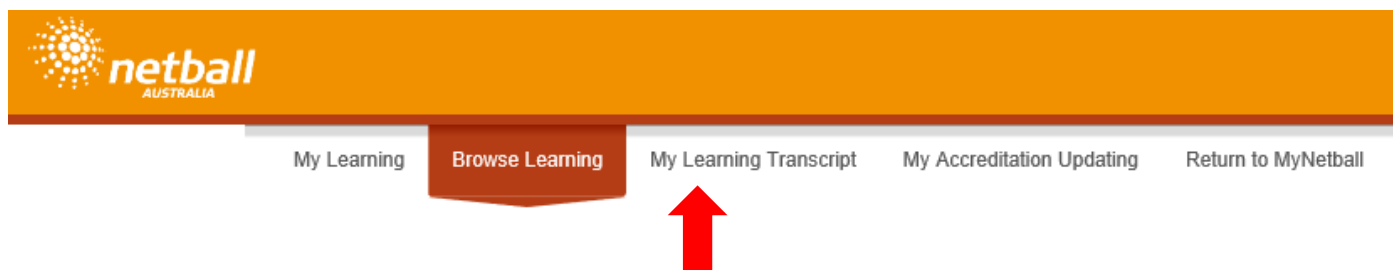 netball
AUSTRALIA
My Learning Browse Learning My Learning Transcript My Accreditation Updating Return to MyNetball